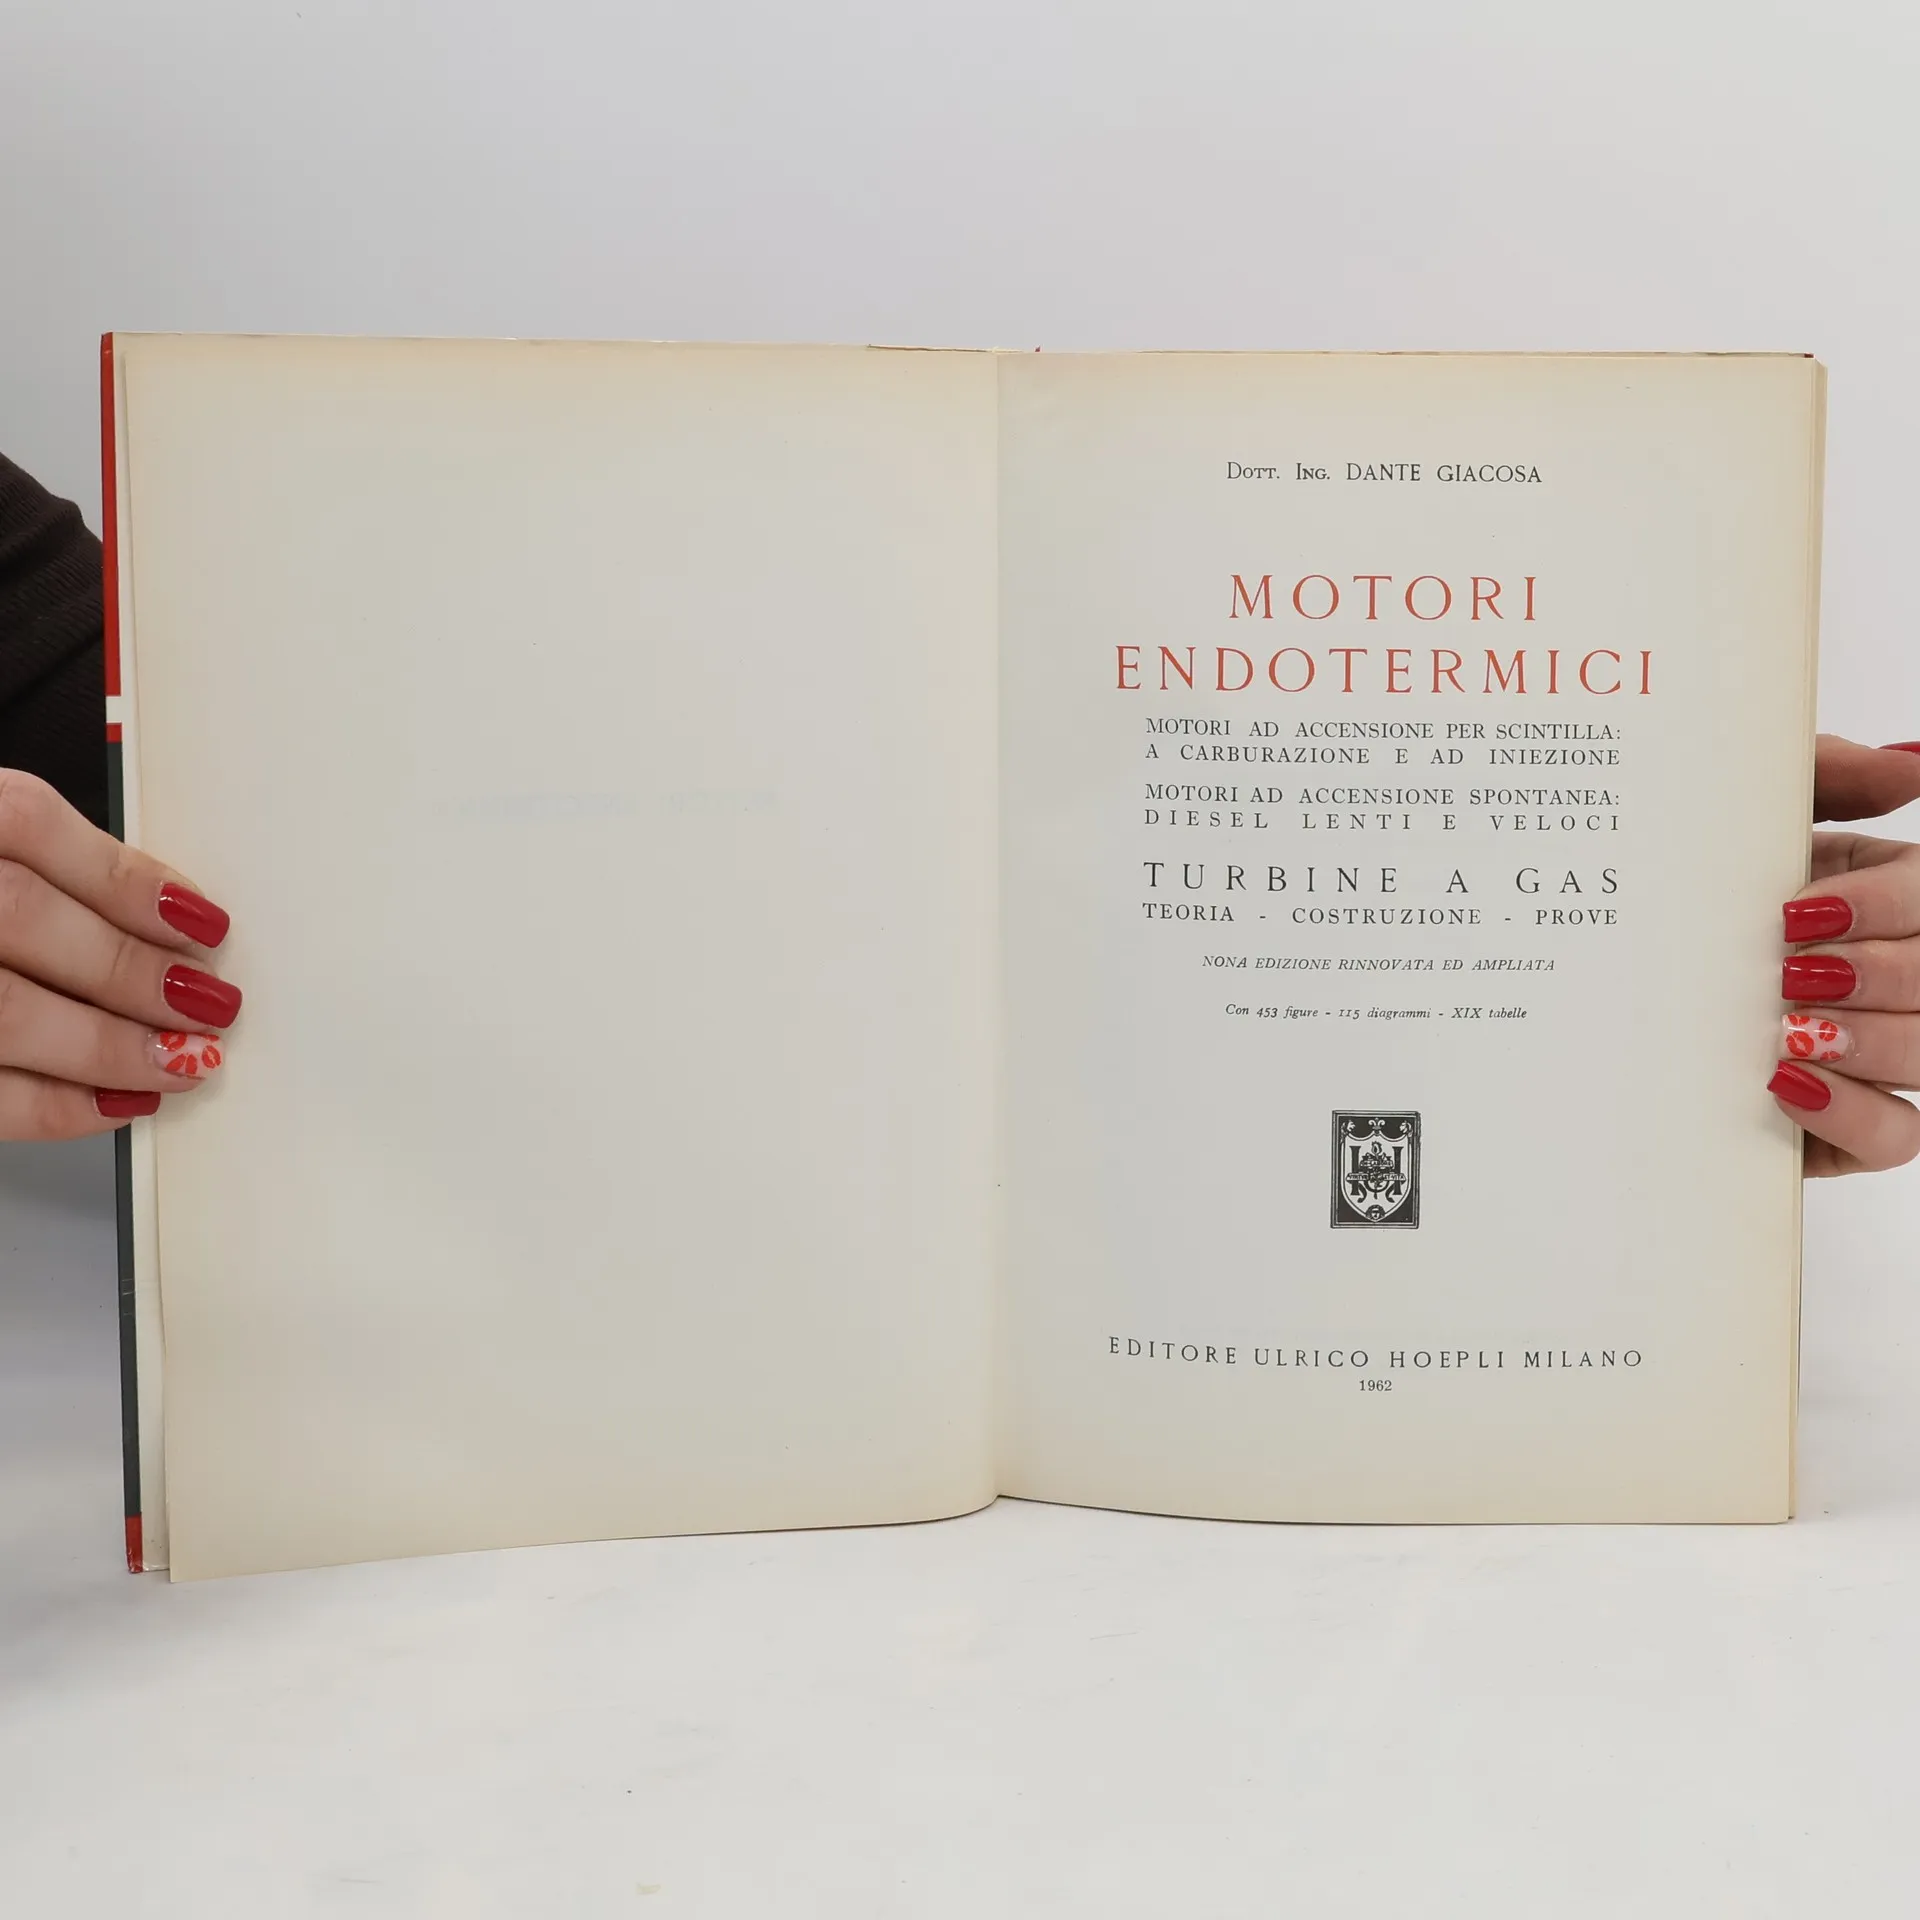 Dott. Ing. DANTE GIACOSA
MOTORI
ENDOTERMICI
MOTORI AD ACCENSIONE PER SCINTILLA:
A CARBURAZIONE E AD INIEZIONE
MOTORI AD ACCENSIONE SPONTANEA:
DIESEL LENTI E VELOCI
TURBINE A GAS
TEORIA - COSTRUZIONE - PROVE
NONA EDIZIONE RINNOVATA ED AMPLIATA
Con 453 figure - 115 diagrammi - XIX tabelle
EDITORE ULRICO HOEPLI MILANO
1962